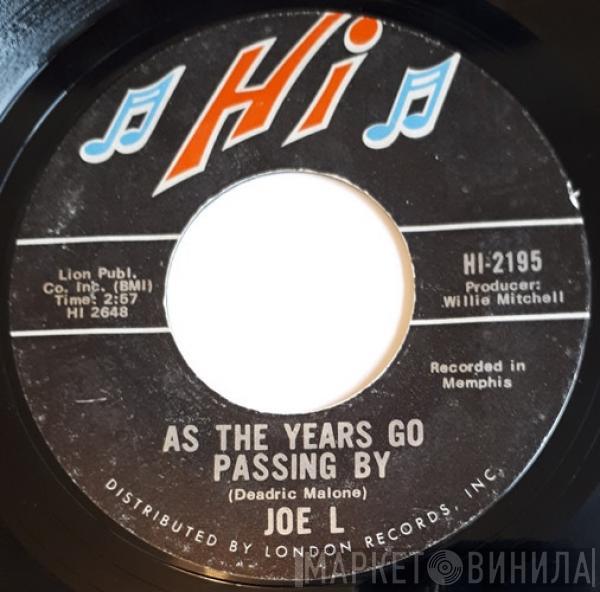 Hi
Lion Publ.
Co. Inc. (BMI)
Time: 2:57
HI 2648
HI-2195
Producer:
Willie Mitchell
Recorded in
Memphis
AS THE YEARS GO
PASSING BY
(Deadric Malone)
JOE L
DISTRIBUTED BY LONDON RECORDS, INC.
МАРКЕТ ВИНИЛА